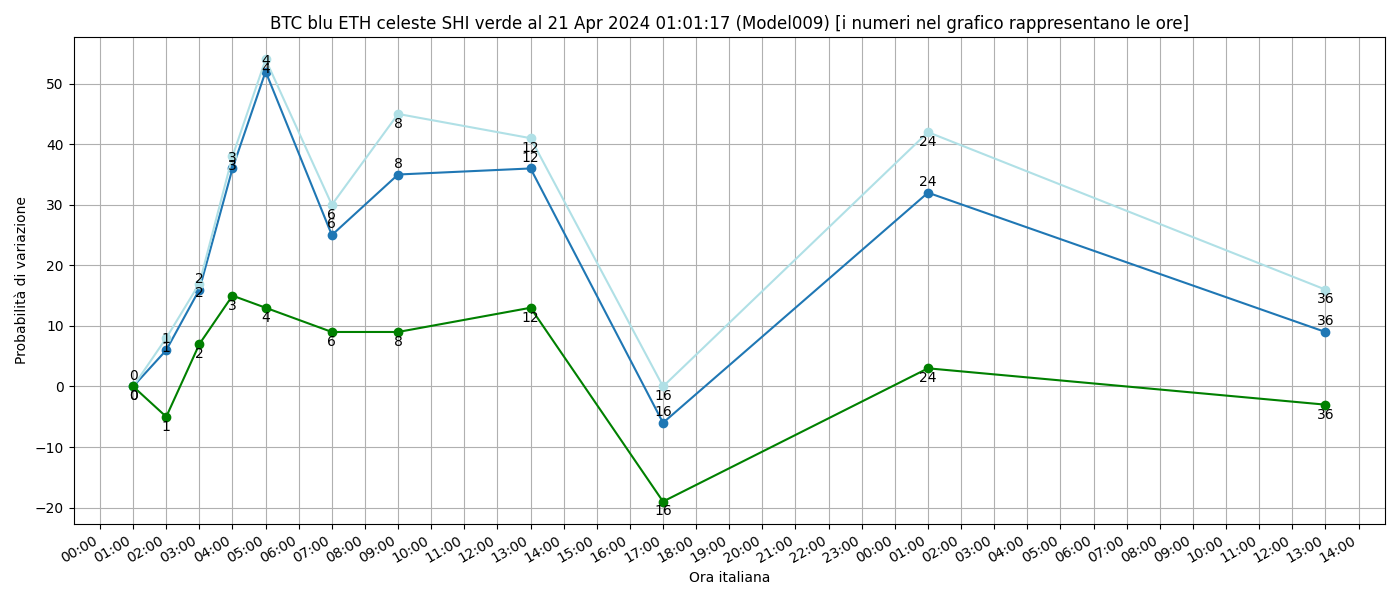 BTC blu ETH celeste SHI verde al 21 Apr 2024 01:01:17 (Model009) [i numeri nel grafico rappresentano le ore]
Probabilità di variazione
50
40
30
20
10
0
−10
−20
0 1 2 3 4 6 8 12 16 24 36
0 1 2 3 4 6 8 12 16 24 36
0 1 2 3 4 6 8 12 16 24 36
00:00 01:00 02:00 03:00 04:00 05:00 06:00 07:00 08:00 09:00 10:00 11:00 12:00 13:00 14:00 15:00 16:00 17:00 18:00 19:00 20:00 21:00 22:00 23:00 00:00 01:00 02:00 03:00 04:00 05:00 06:00 07:00 08:00 09:00 10:00 11:00 12:00 13:00 14:00
Ora italiana